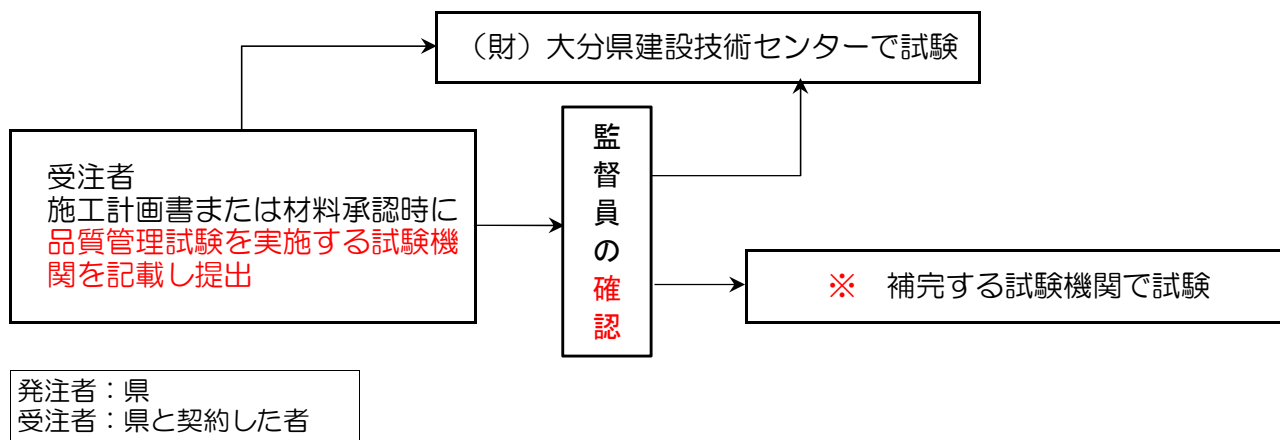 （財）大分県建設技術センターで試験
受注者
施工計画書または材料承認時に
品質管理試験を実施する試験機
関を記載し提出
監督員の確認
※　補完する試験機関で試験
発注者：県
受注者：県と契約した者